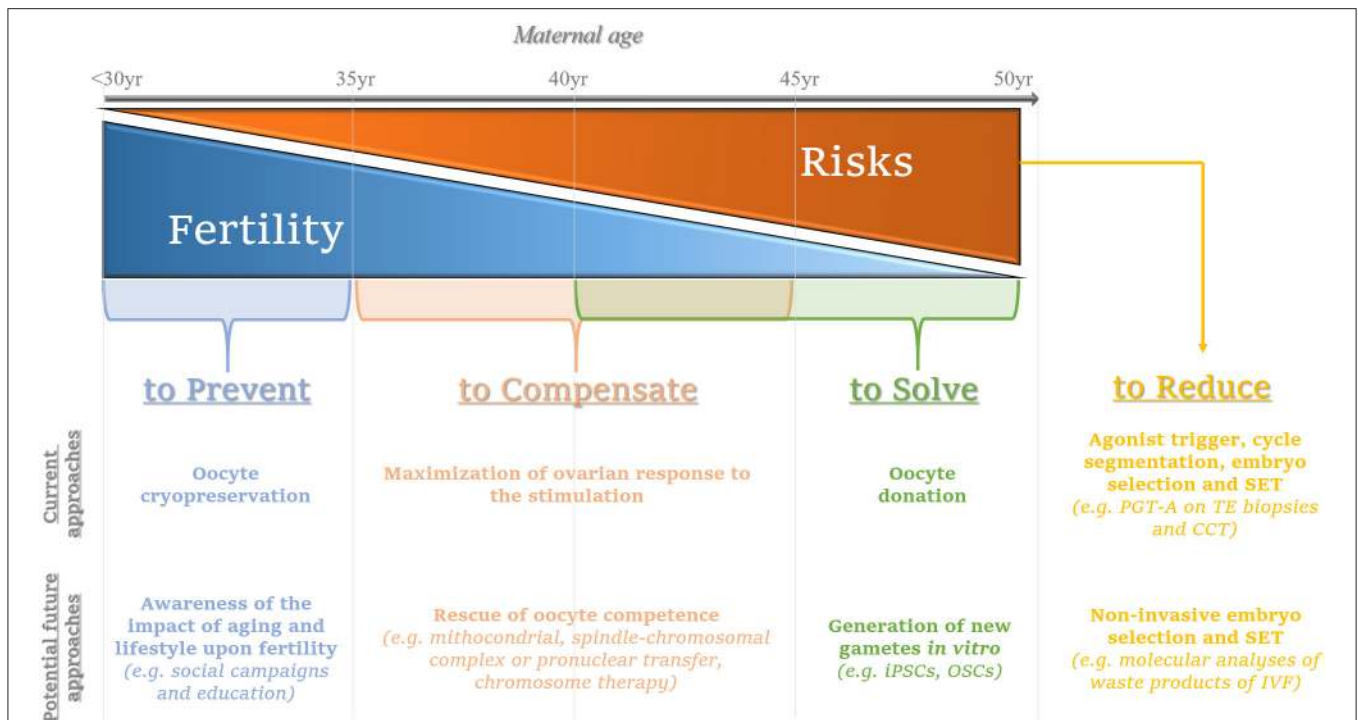 Maternal age
<30yr 35yr 40yr 45yr 50yr
Risks
Fertility
to Prevent
to Compensate
to Solve
to Reduce
Current
approaches
Oocyte
cryopreservation
Maximization of ovarian response to
the stimulation
Oocyte
donation
Agonist trigger, cycle
segmentation, embryo
selection and SET
(e.g. PGT-A on TE biopsies
and CCT)
Potential future
approaches
Awareness of the
impact of aging and
lifestyle upon fertility
(e.g. social campaigns
and education)
Rescue of oocyte competence
(e.g. mithocondrial, spindle-chromosomal
complex or pronuclear transfer,
chromosome therapy)
Generation of new
gametes in vitro
(e.g. iPSCs, OSCs)
Non-invasive embryo
selection and SET
(e.g. molecular analyses of
waste products of IVF)